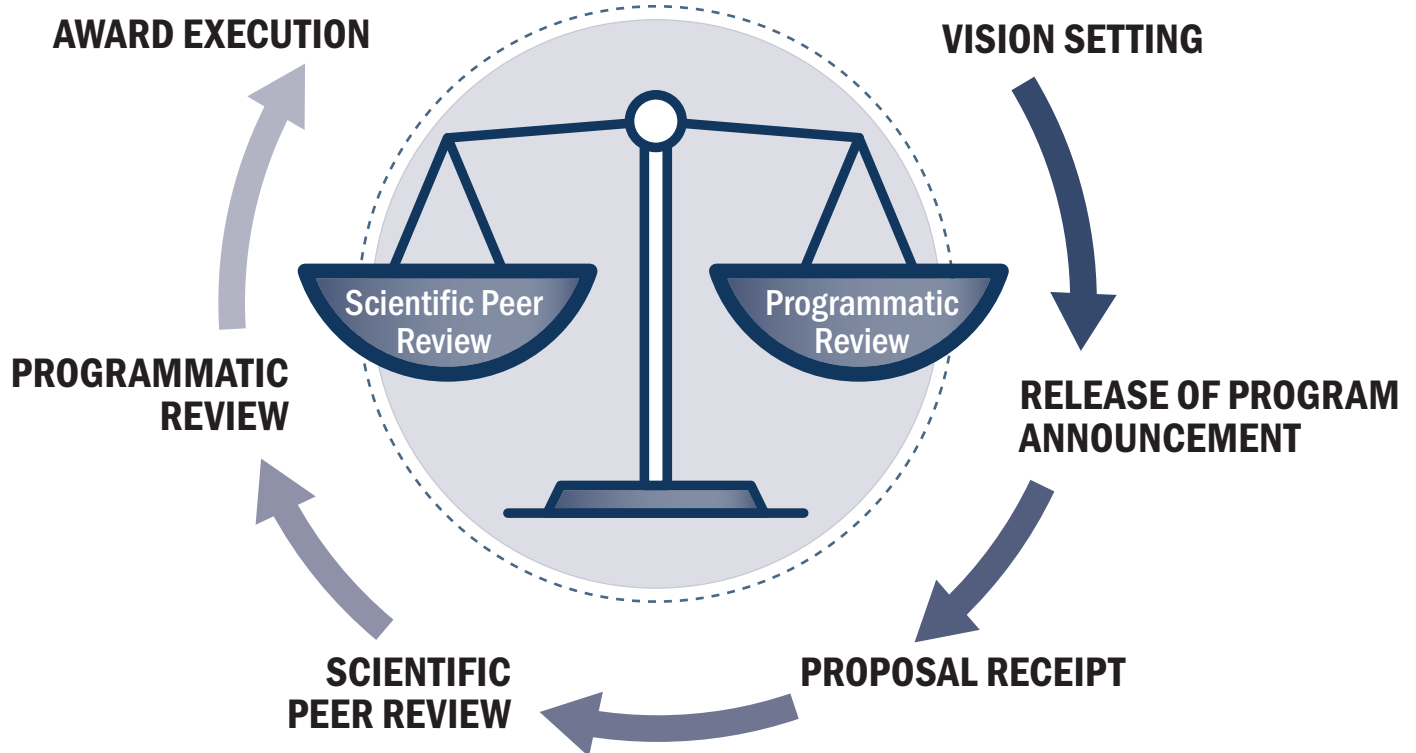 AWARD EXECUTION
VISION SETTING
Scientific Peer
Review
Programmatic
Review
PROGRAMMATIC
REVIEW
RELEASE OF PROGRAM
ANNOUNCEMENT
SCIENTIFIC
PEER REVIEW
PROPOSAL RECEIPT